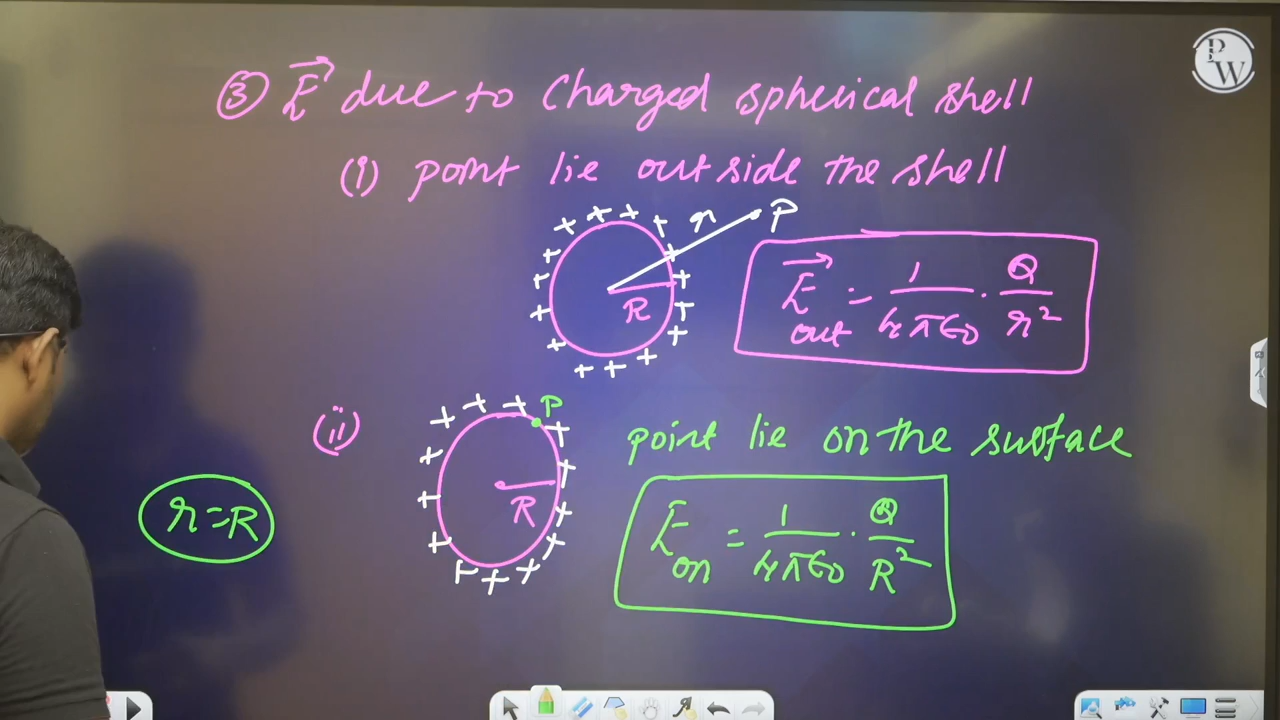 PW
③ E⃗ due to Charged spherical shell
(i) point lie outside the shell
+ + + + + + + + + + + + + + + + r P
R
E⃗out = 1/4πϵ0 · Q/r²
(ii) + + + + + + + + + + + + + + P
R
point lie on the surface
r=R
Eon = 1/4πϵ0 · Q/R²